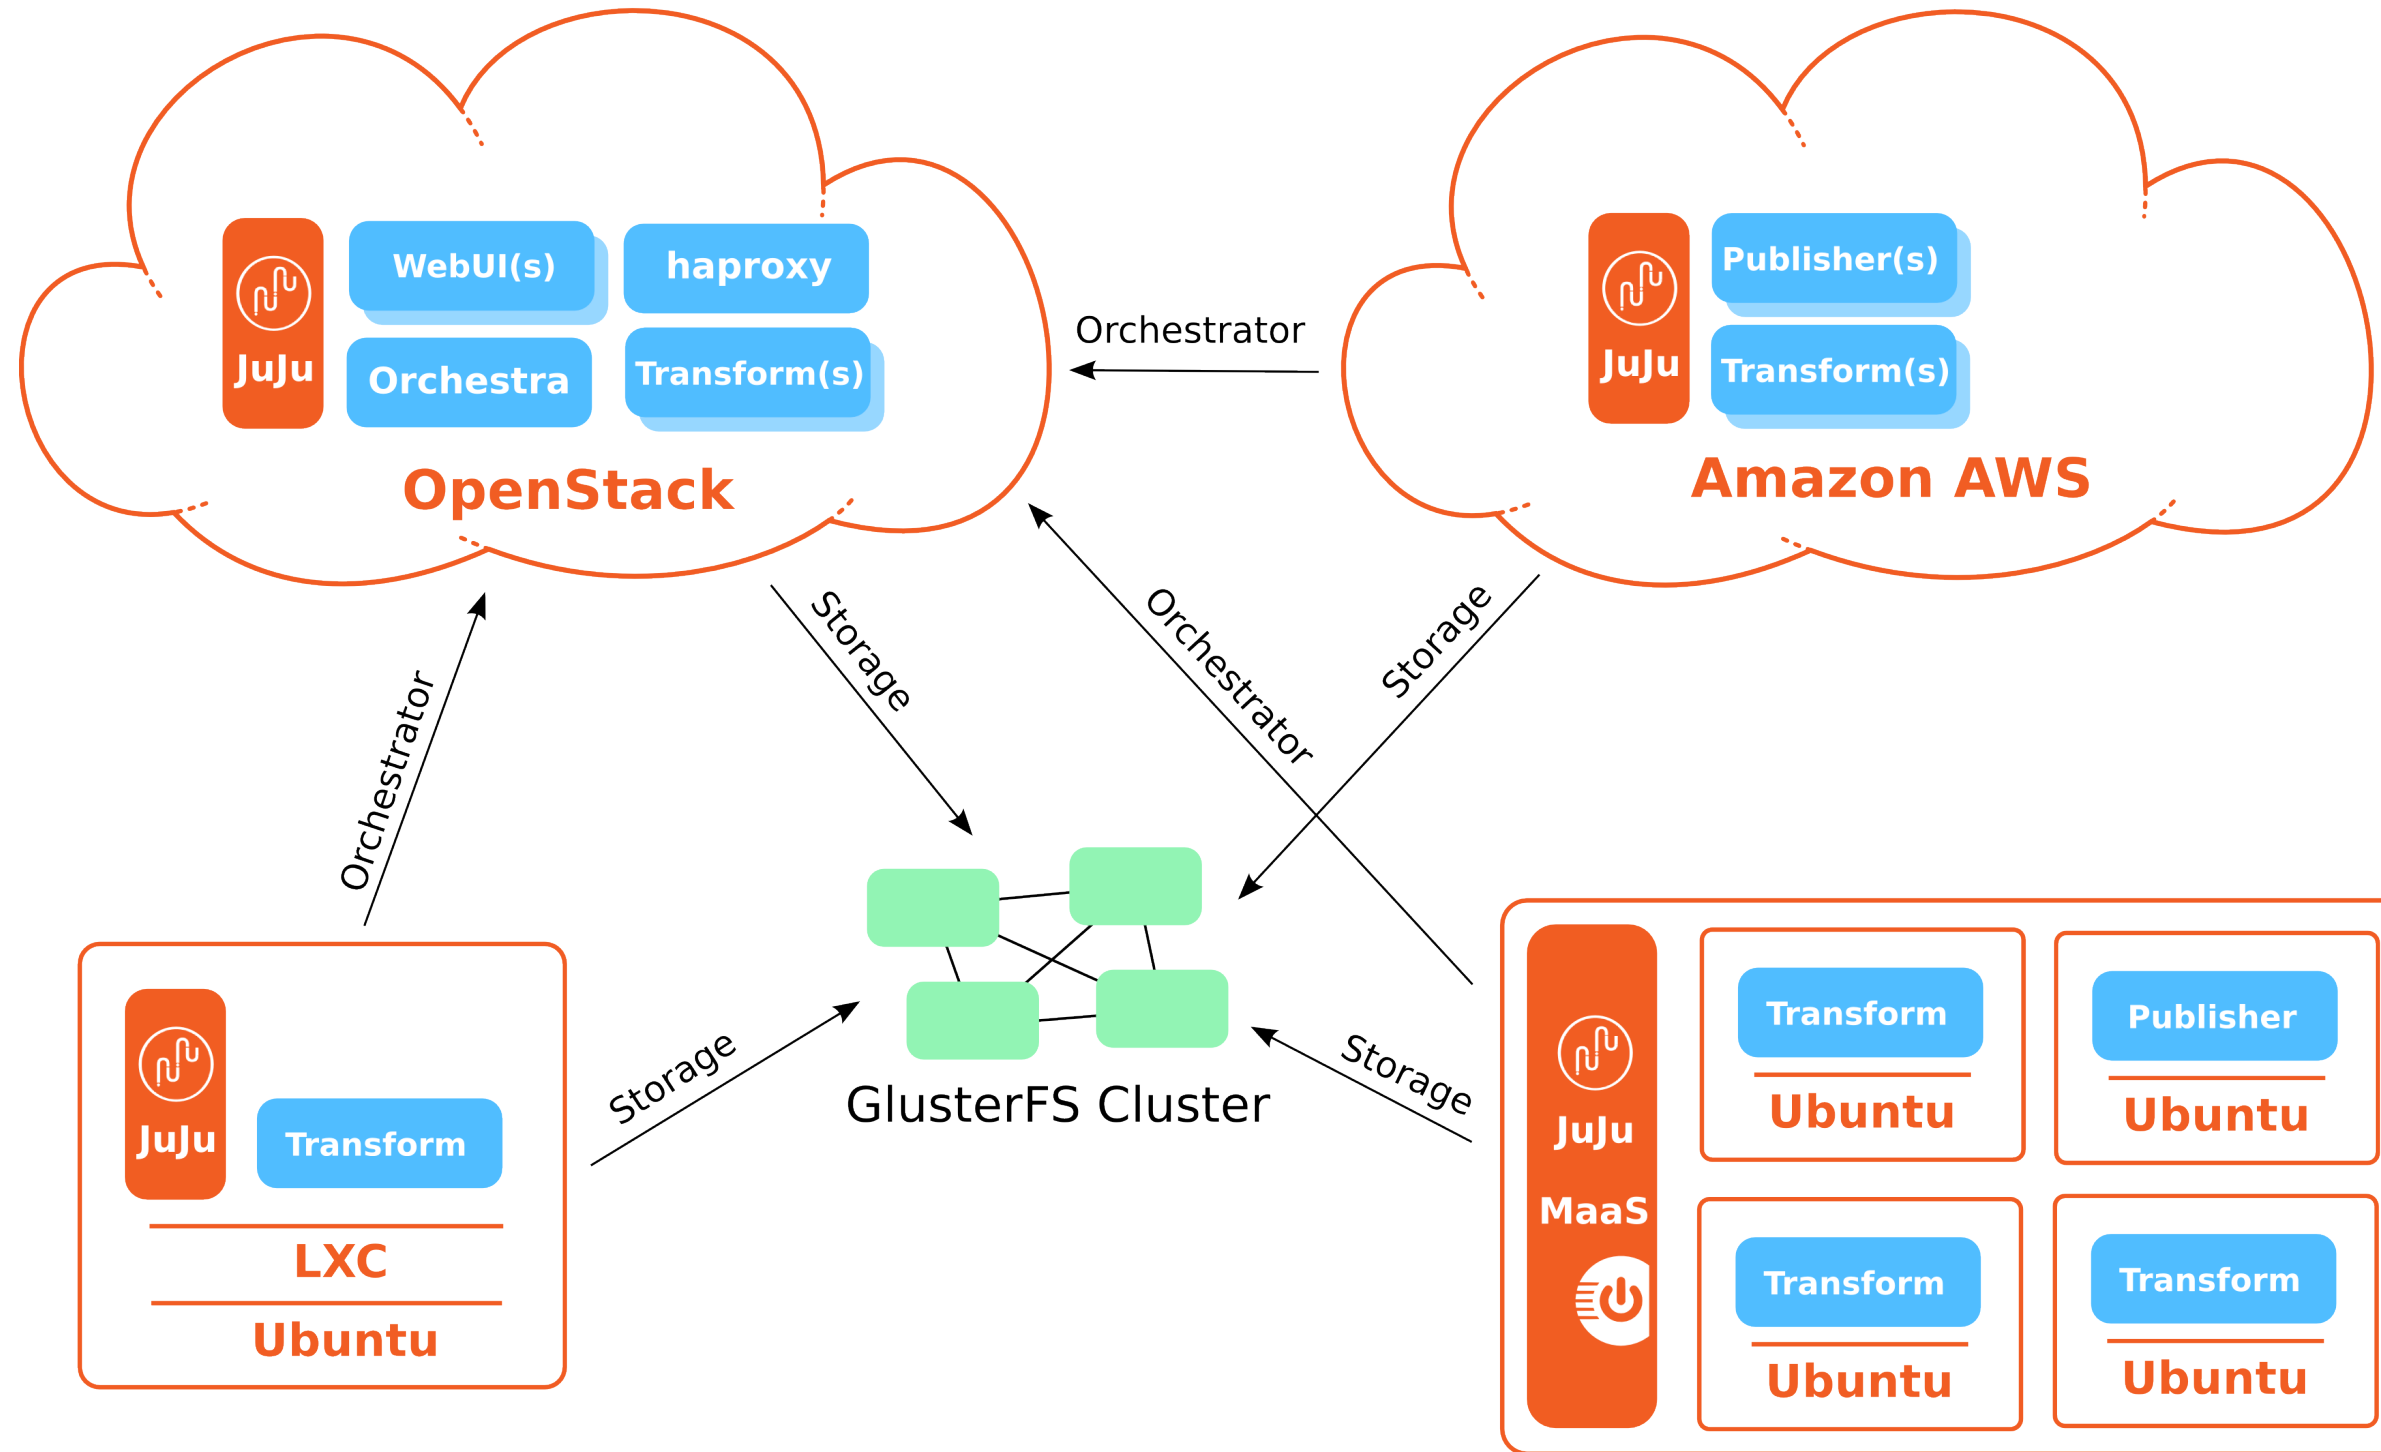 WebUI(s)
haproxy
JuJu
Orchestra
Transform(s)
OpenStack
Orchestrator
Publisher(s)
JuJu
Transform(s)
Amazon AWS
Orchestrator
Storage
Orchestrator
Storage
JuJu
Transform
LXC
Ubuntu
Storage
GlusterFS Cluster
Storage
JuJu
MaaS
Transform
Ubuntu
Publisher
Ubuntu
Transform
Ubuntu
Transform
Ubuntu